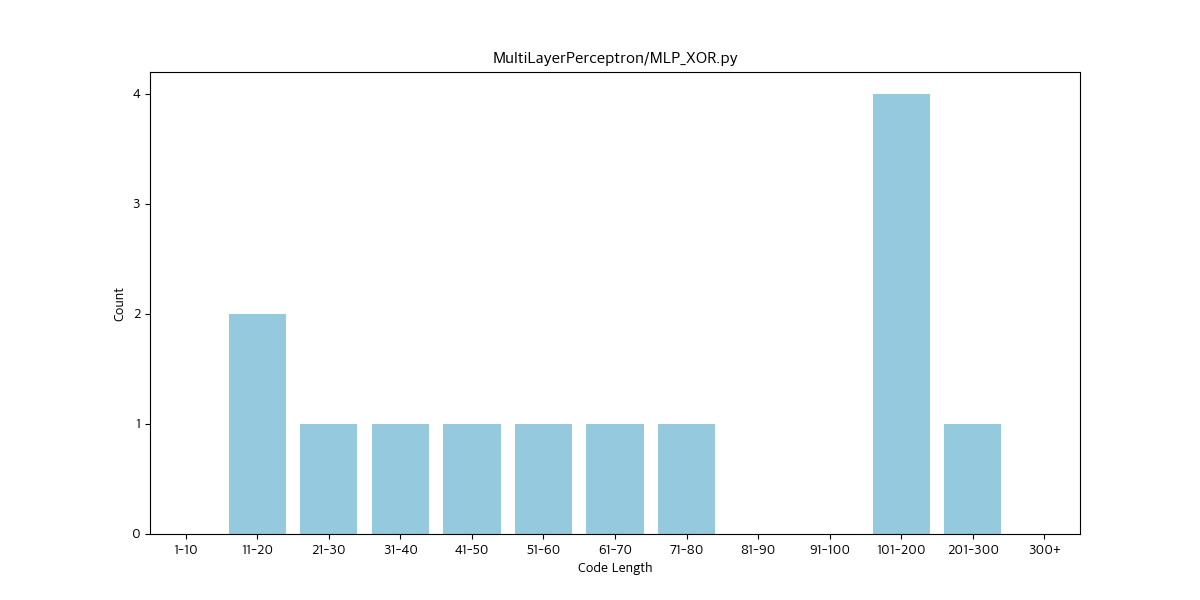 MultiLayerPerceptron/MLP_XOR.py
4
3
2
1
0
Count
1-10 11-20 21-30 31-40 41-50 51-60 61-70 71-80 81-90 91-100 101-200 201-300 300+
Code Length